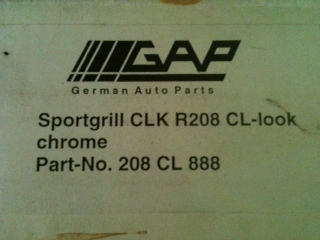 GAP
German Auto Parts
Sportgrill CLK R208 CL-look
chrome
Part-No. 208 CL 888